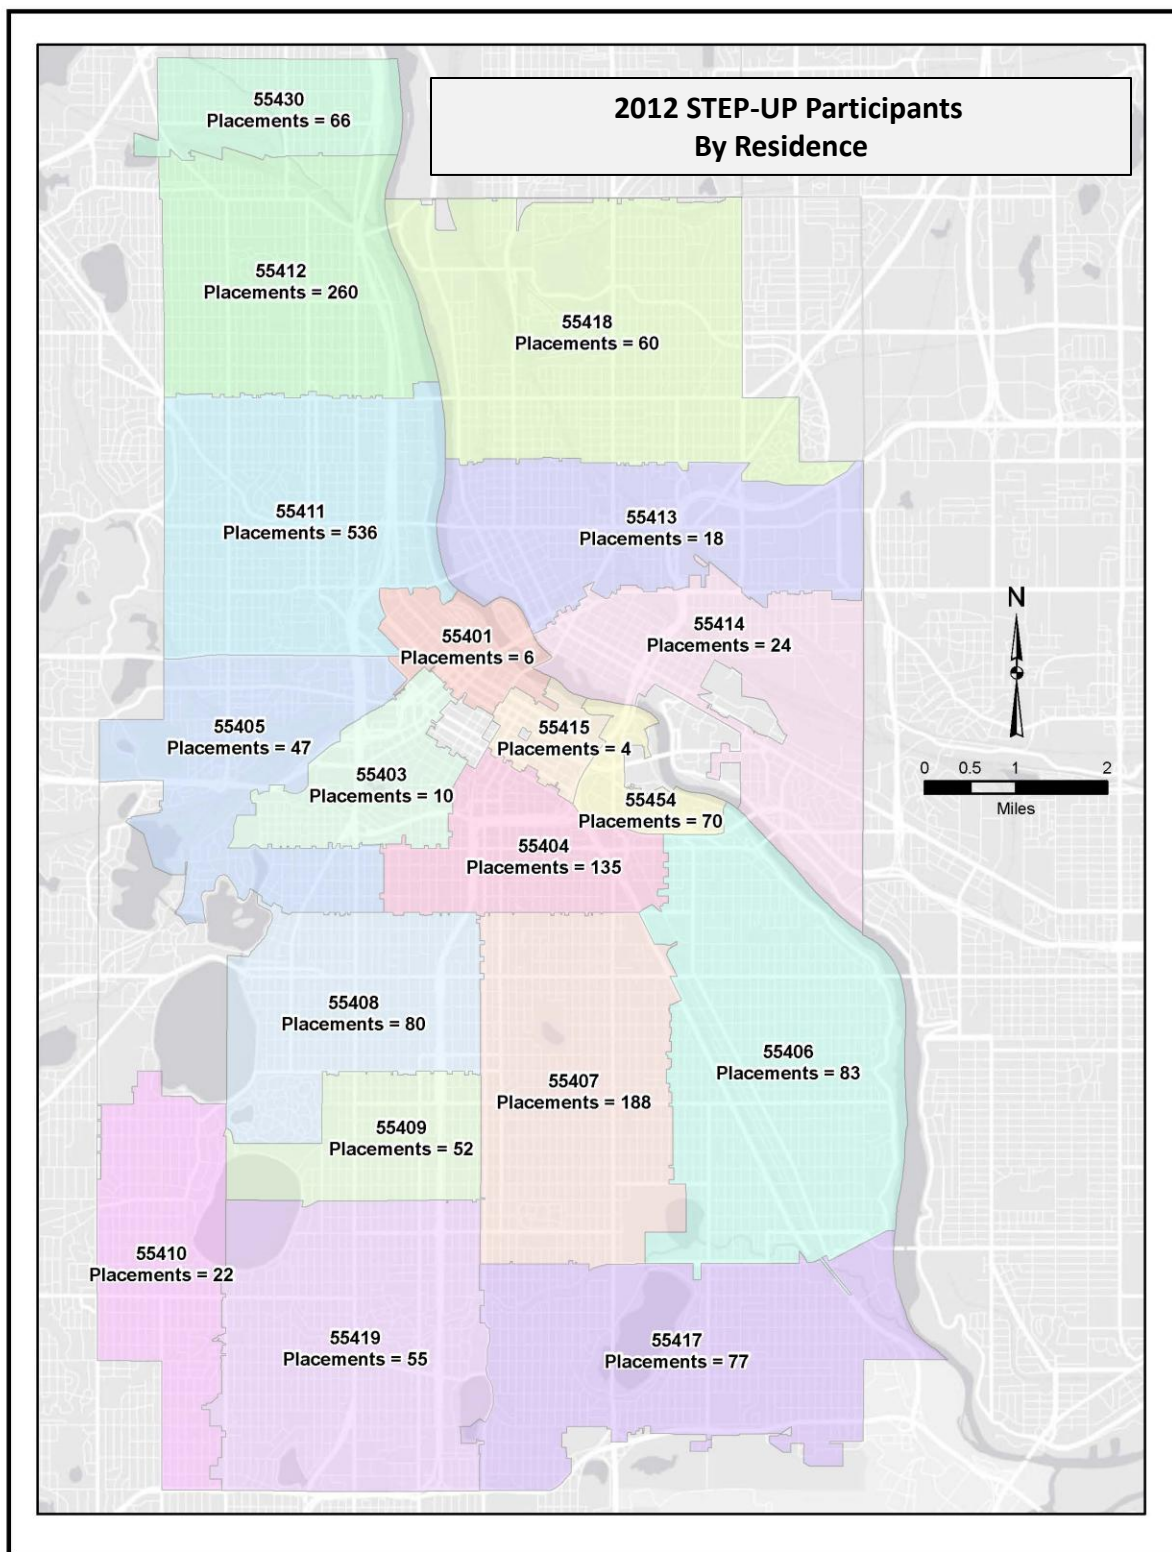 2012 STEP-UP Participants
By Residence
55430
Placements = 66
55412
Placements = 260
55418
Placements = 60
55411
Placements = 536
55413
Placements = 18
55401
Placements = 6
55414
Placements = 24
N
55405
Placements = 47
55415
Placements = 4
55403
Placements = 10
0 0.5 1 2
Miles
55454
Placements = 70
55404
Placements = 135
55408
Placements = 80
55406
Placements = 83
55407
Placements = 188
55409
Placements = 52
55410
Placements = 22
55419
Placements = 55
55417
Placements = 77